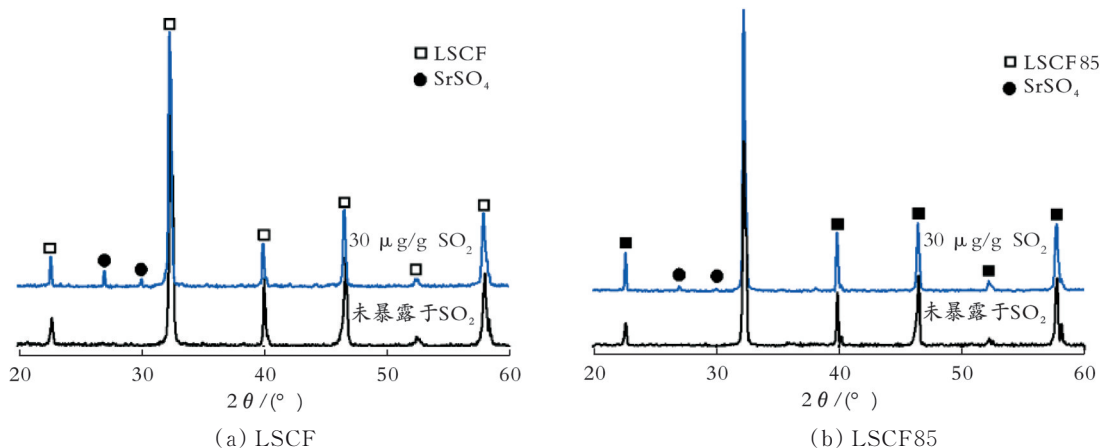 □ LSCF
● SrSO₄
30 μg/g SO₂
未暴露于SO₂
20 30 40 50 60
2θ/(°)
(a) LSCF
□ LSCF85
● SrSO₄
30 μg/g SO₂
未暴露于SO₂
20 30 40 50 60
2θ/(°)
(b) LSCF85